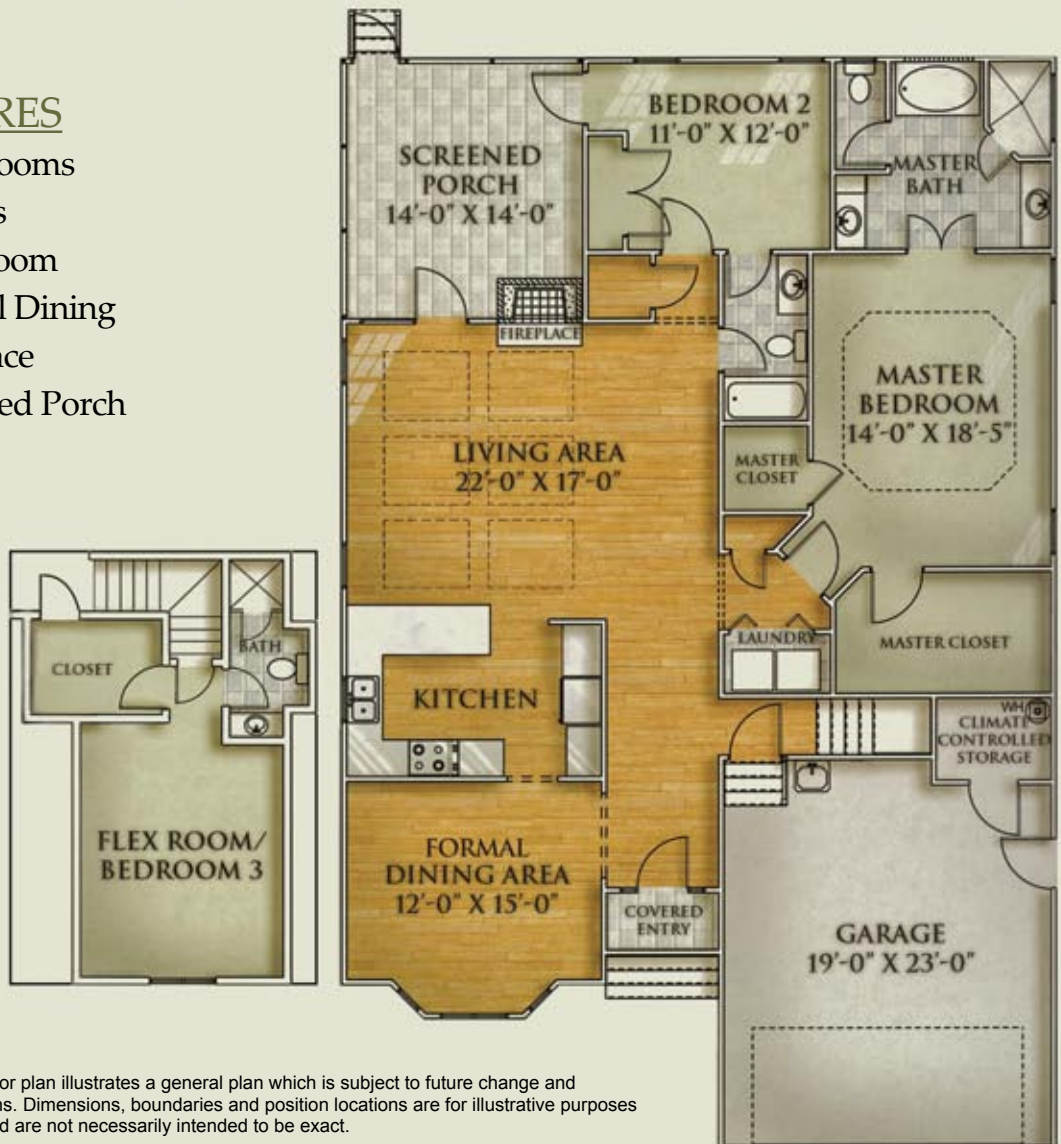 RES
ooms
s
oom
l Dining
ce
ed Porch
SCREENED
PORCH
14'-0" X 14'-0"
BEDROOM 2
11'-0" X 12'-0"
MASTER
BATH
FIREPLACE
MASTER
BEDROOM
14'-0" X 18'-5"
LIVING AREA
22'-0" X 17'-0"
MASTER
CLOSET
LAUNDRY
MASTER CLOSET
KITCHEN
WH
CLIMATE
CONTROLLED
STORAGE
CLOSET
BATH
FLEX ROOM/
BEDROOM 3
FORMAL
DINING AREA
12'-0" X 15'-0"
COVERED
ENTRY
GARAGE
19'-0" X 23'-0"
or plan illustrates a general plan which is subject to future change and
ns. Dimensions, boundaries and position locations are for illustrative purposes
d are not necessarily intended to be exact.